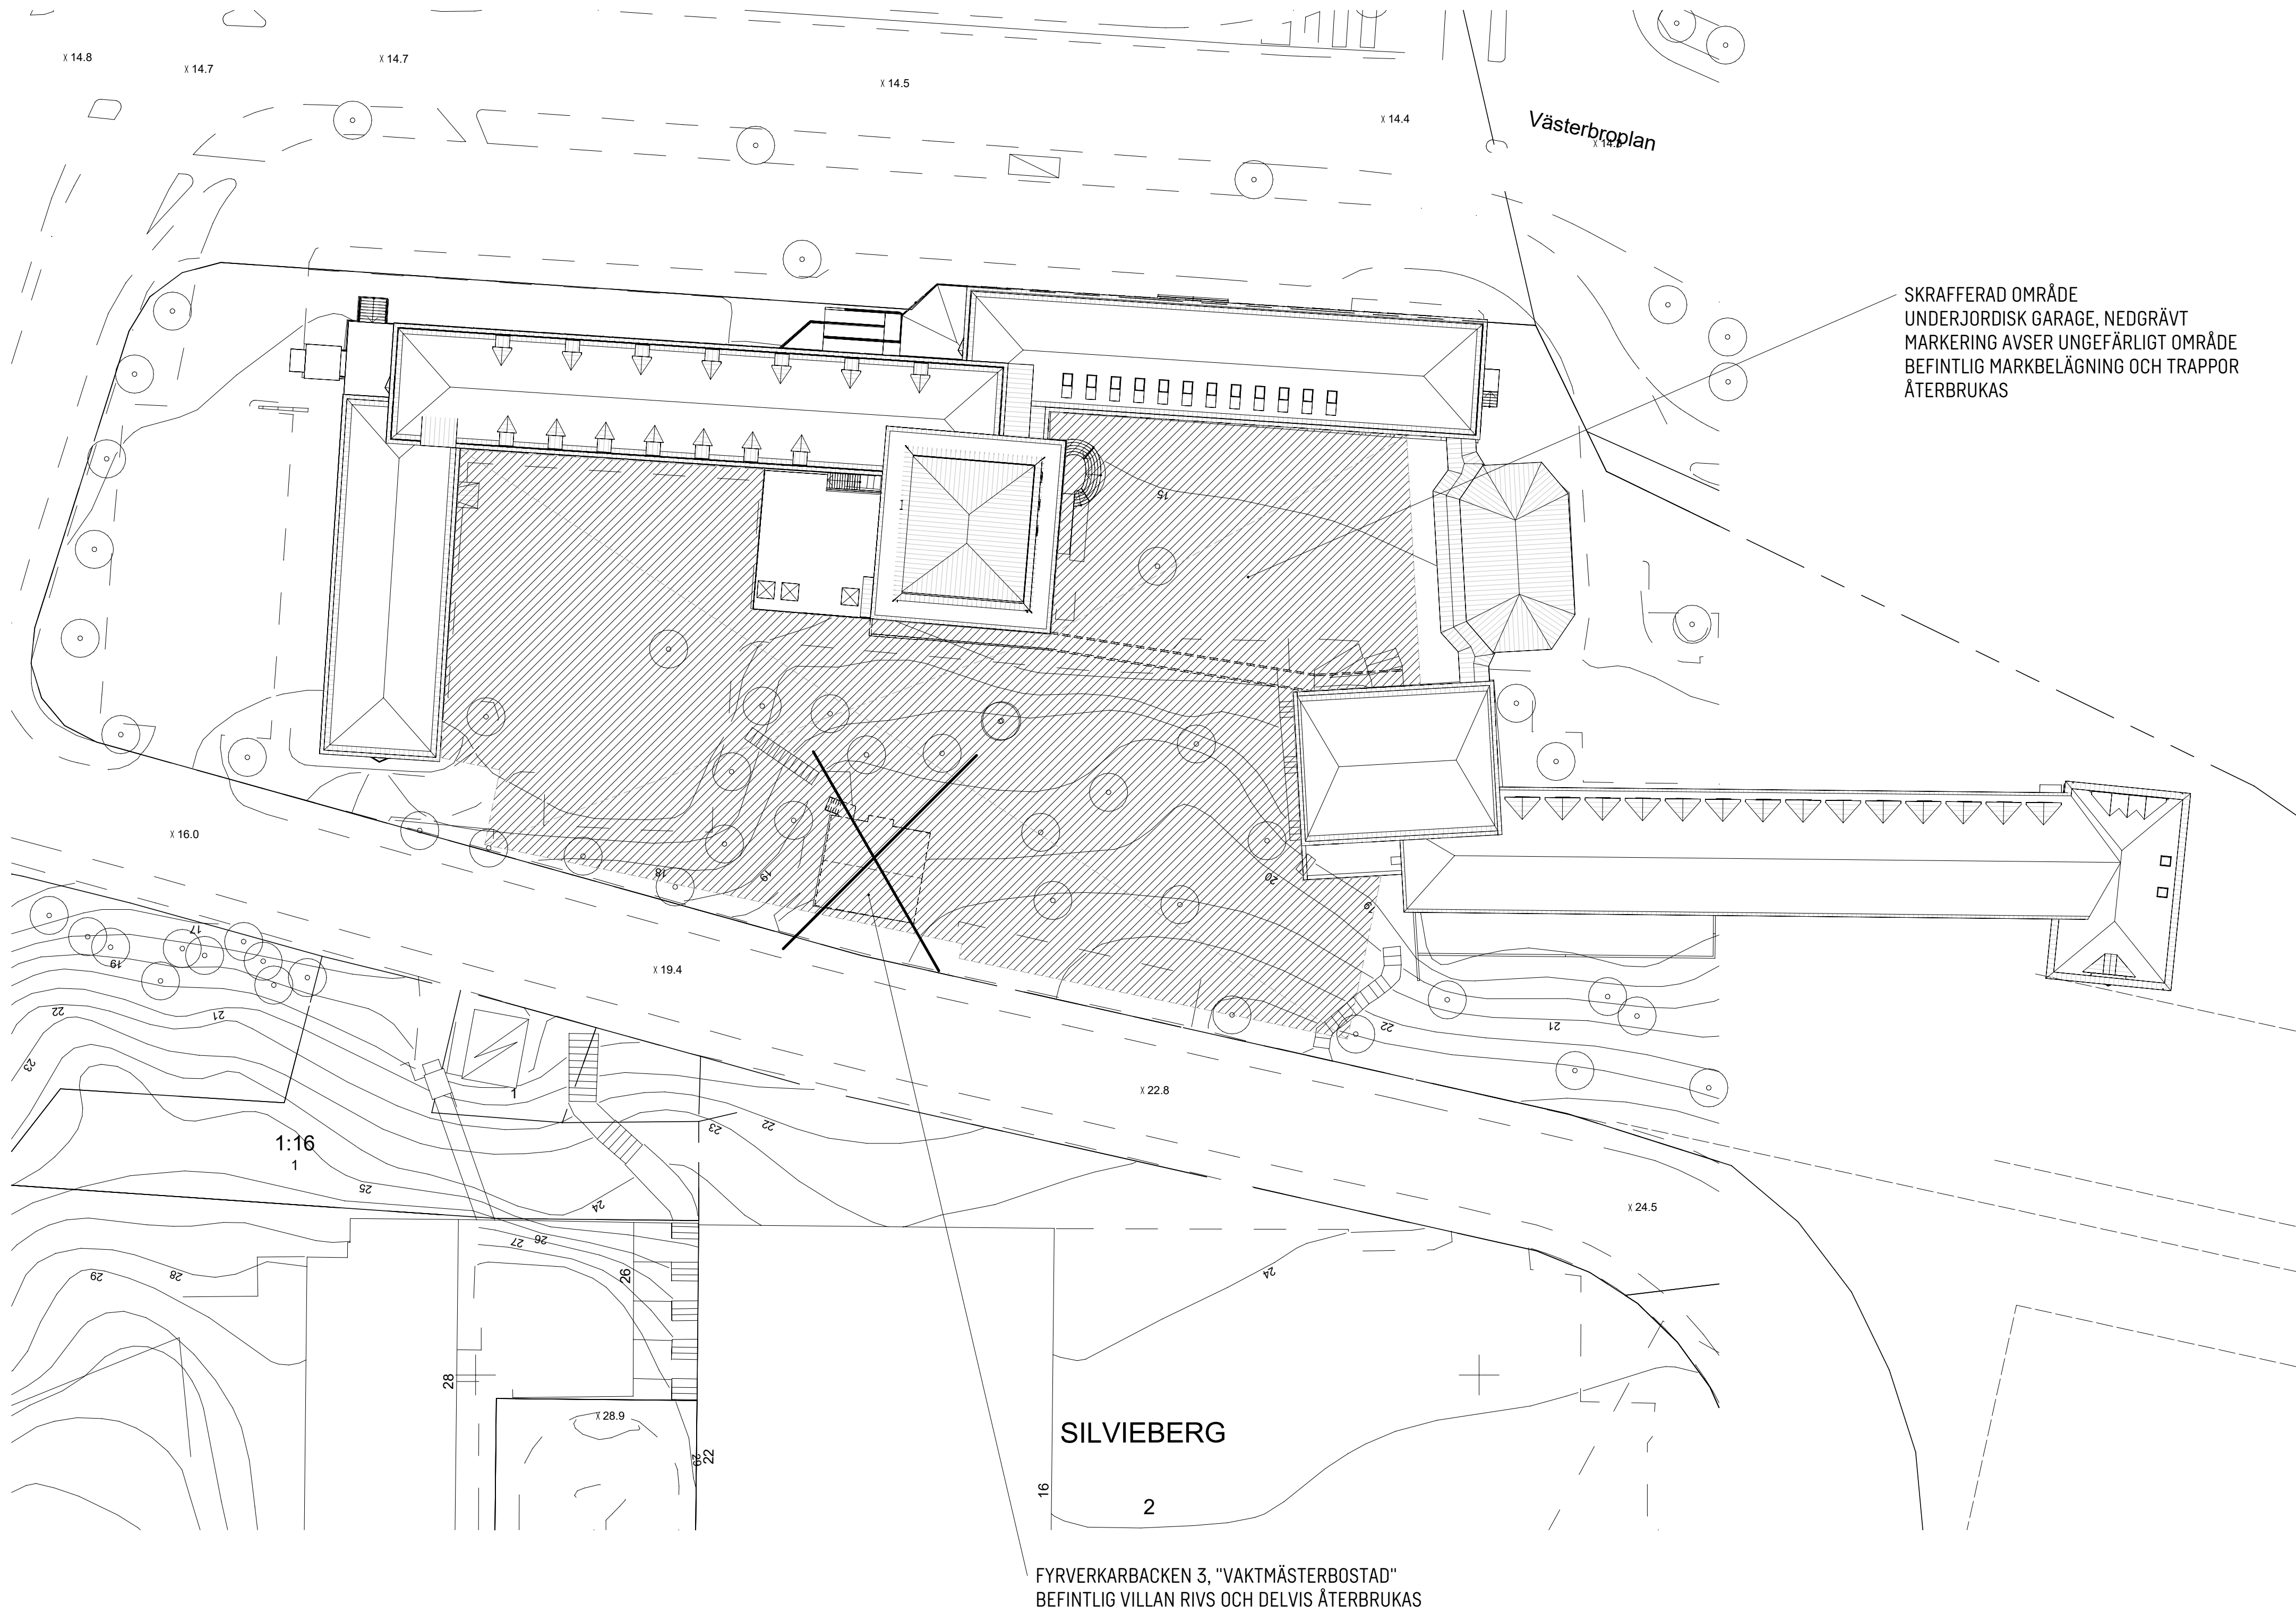 X 14.8
X 14.7
X 14.7
X 14.5
X 14.4
Västerbroplan
SKRAFFERAD OMRÅDE
UNDERJORDISK GARAGE, NEDGRÄVT
MARKERING AVSER UNGEFÄRLIGT OMRÅDE
BEFINTLIG MARKBELÄGNING OCH TRAPPOR
ÅTERBRUKAS
15
X 16.0
18
19
20
19
17
19
X 19.4
22
21
22
21
23
X 22.8
1
23
22
1:16
1
25
24
X 24.5
27
26
29
28
26
24
28
X 28.9
SILVIEBERG
29
22
16
2
FYRVERKARBACKEN 3, "VAKTMÄSTERBOSTAD"
BEFINTLIG VILLAN RIVS OCH DELVIS ÅTERBRUKAS